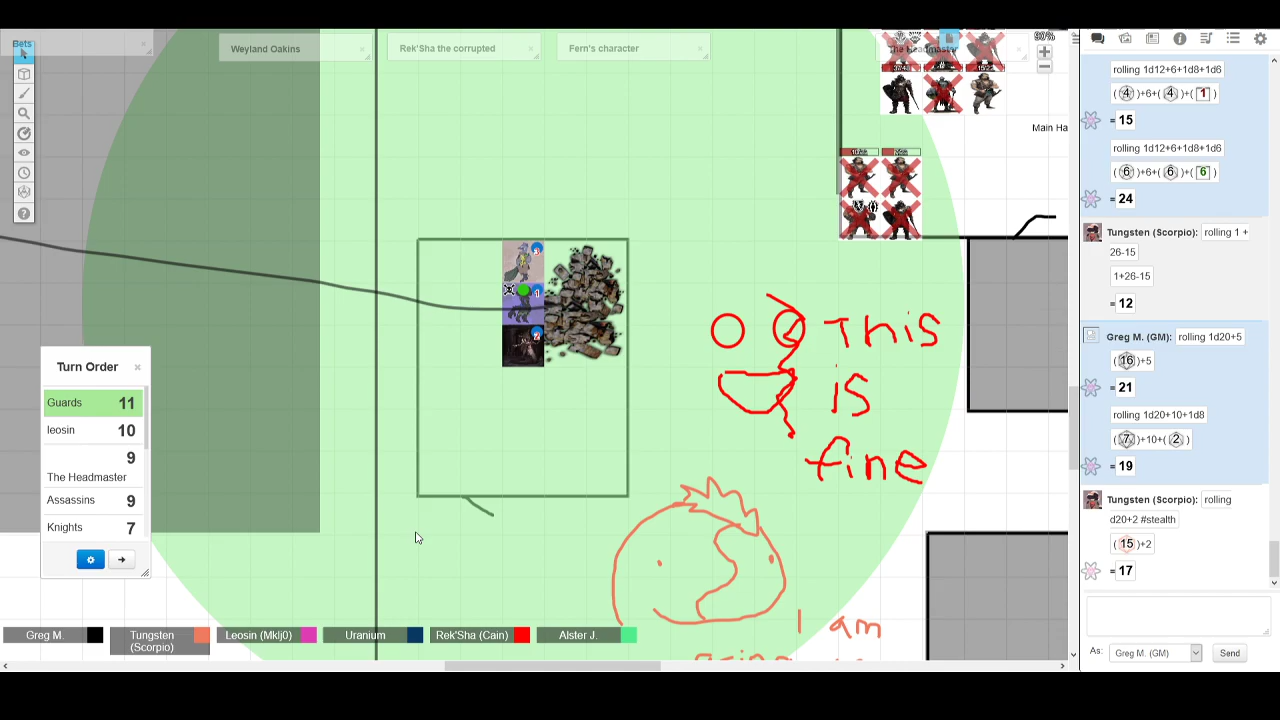 Bets
Weyland Oakins
Rek'Sha the corrupted
Fern's character
The Headmaster
Main Ha
rolling 1d12+6+1d8+1d6
(4)+6+(4)+(1)
= 15
rolling 1d12+6+1d8+1d6
(6)+6+(6)+(6)
= 24
Tungsten (Scorpio): rolling 1 +
26-15
1+26-15
= 12
Greg M. (GM): rolling 1d20+5
(16)+5
= 21
rolling 1d20+10+1d8
(7)+10+(2)
= 19
Tungsten (Scorpio): rolling
d20+2 #stealth
(15)+2
= 17
As: Greg M. (GM) Send
3
1
2
This
is
fine
I am
Turn Order
Guards 11
leosin 10
9
The Headmaster
Assassins 9
Knights 7
Greg M.
Tungsten
(Scorpio)
Leosin (Mklj0)
Uranium
Rek'Sha (Cain)
Alster J.